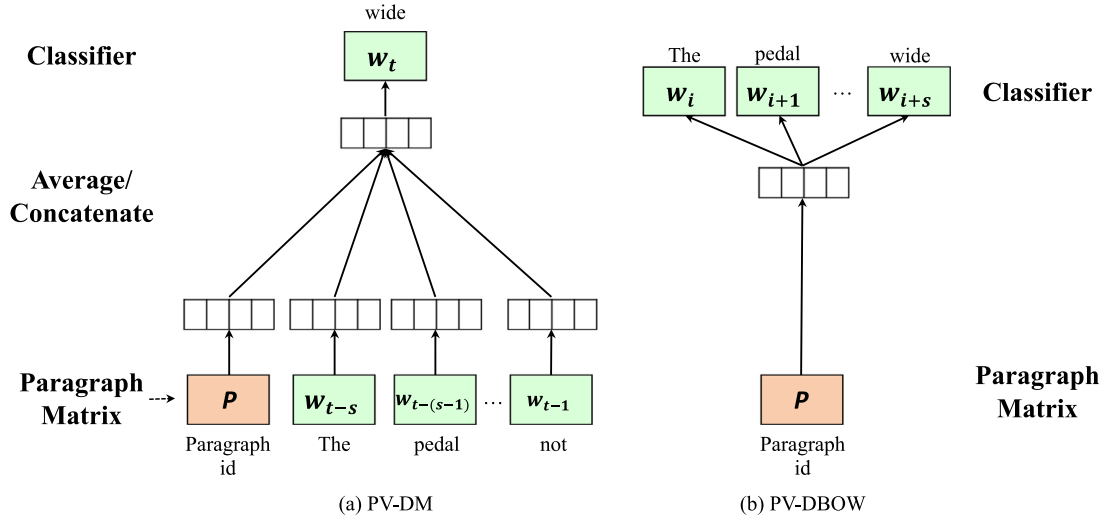 wide
Classifier
w_t
Average/
Concatenate
Paragraph
Matrix
P
w_{t-s}
w_{t-(s-1)}
...
w_{t-1}
Paragraph
id
The
pedal
not
(a) PV-DM
The
pedal
wide
w_i
w_{i+1}
...
w_{i+s}
Classifier
P
Paragraph
id
Paragraph
Matrix
(b) PV-DBOW